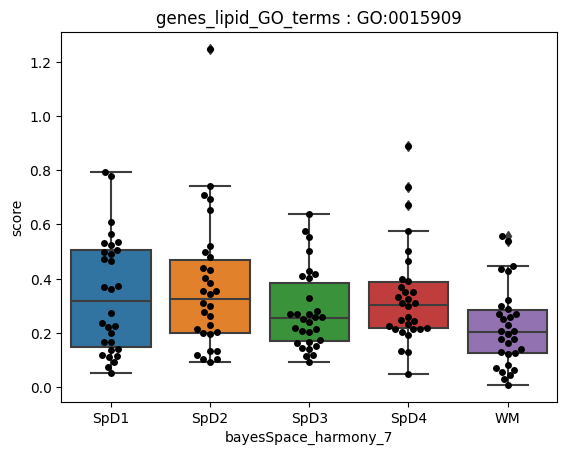 genes_lipid_GO_terms : GO:0015909
score
1.2
1.0
0.8
0.6
0.4
0.2
0.0
SpD1 SpD2 SpD3 SpD4 WM
bayesSpace_harmony_7